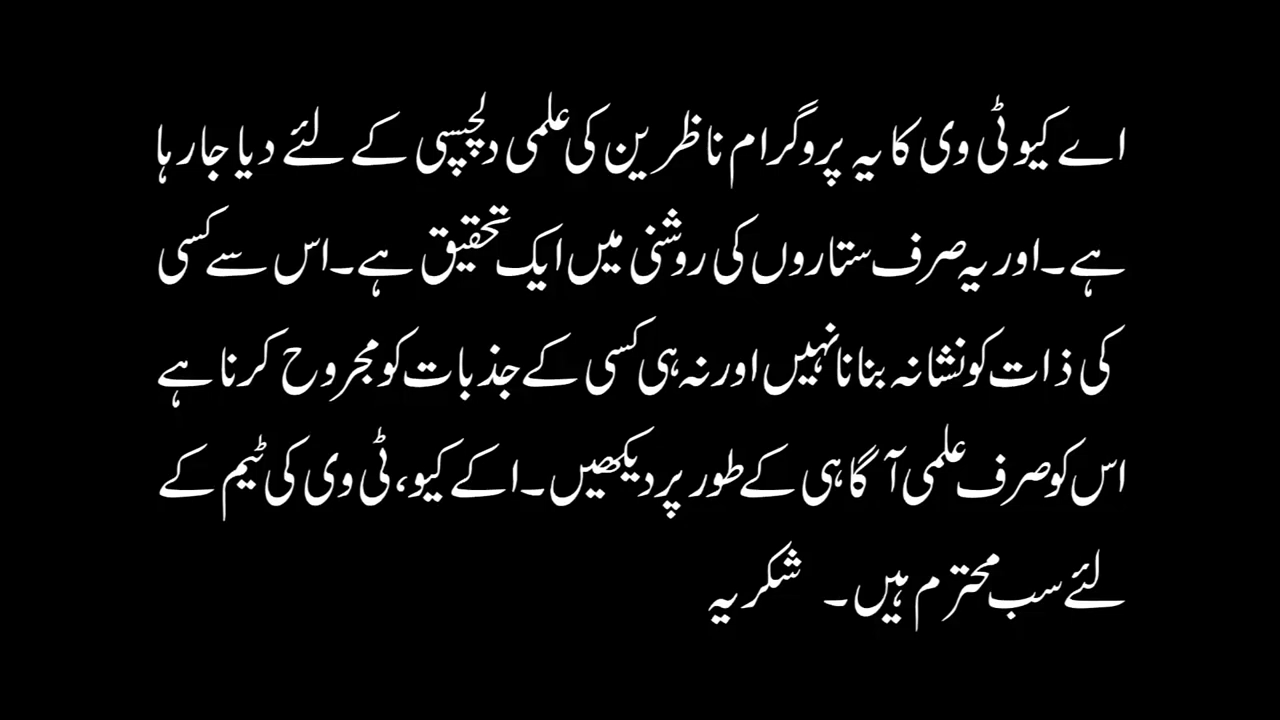 اے کیو ٹی وی کا یہ پروگرام ناظرین کی علمی دلچسپی کے لئے دیا جارہا
ہے۔اور یہ صرف ستاروں کی روشنی میں ایک تحقیق ہے۔اس سے کسی
کی ذات کو نشانہ بنانا نہیں اور نہ ہی کسی کے جذبات کو مجروح کرنا ہے
اس کو صرف علمی آگاہی کے طور پر دیکھیں۔اکے کیو،ٹی وی کی ٹیم کے
لئے سب محترم ہیں۔ شکریہ